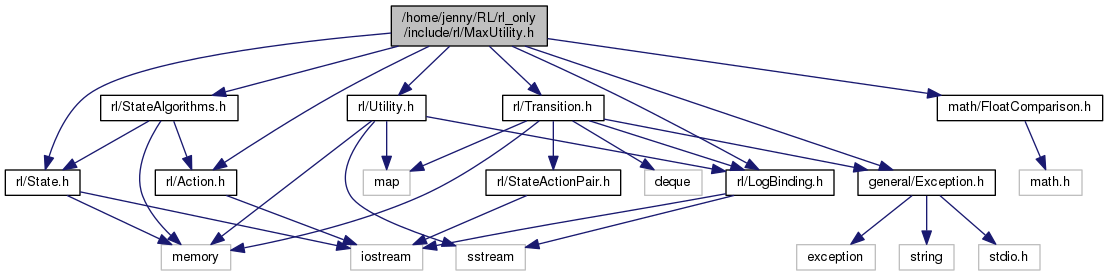 /home/jenny/RL/rl_only
/include/rl/MaxUtility.h
rl/StateAlgorithms.h
rl/Utility.h
rl/Transition.h
math/FloatComparison.h
rl/State.h
rl/Action.h
map
rl/StateActionPair.h
deque
rl/LogBinding.h
general/Exception.h
math.h
memory
iostream
sstream
exception
string
stdio.h